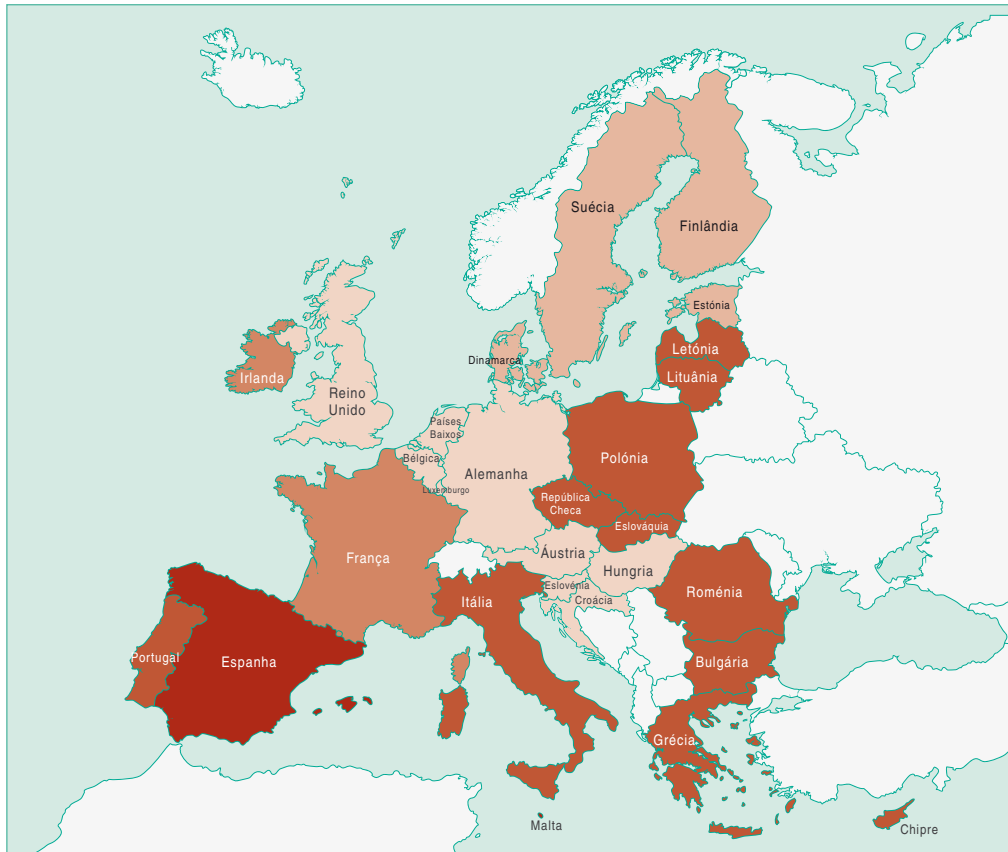 Suécia
Finlândia
Estónia
Letónia
Lituânia
Dinamarca
Irlanda
Reino
Unido
Países
Baixos
Bélgica
Luxemburgo
Alemanha
Polónia
República
Checa
Eslováquia
França
Áustria
Hungria
Eslovénia
Croácia
Itália
Roménia
Bulgária
Portugal
Espanha
Grécia
Malta
Chipre